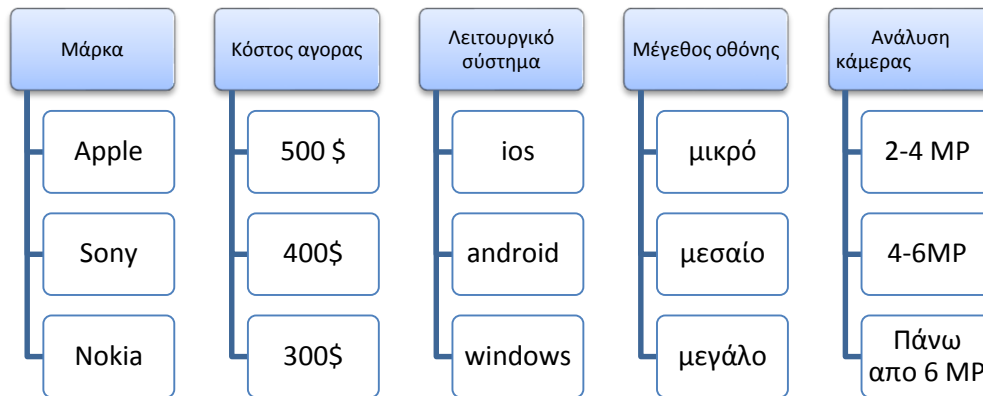 Μάρκα
Apple
Sony
Nokia
Κόστος αγορας
500 $
400$
300$
Λειτουργικό
σύστημα
ios
android
windows
Μέγεθος οθόνης
μικρό
μεσαίο
μεγάλο
Ανάλυση
κάμερας
2-4 MP
4-6MP
Πάνω
απο 6 MP